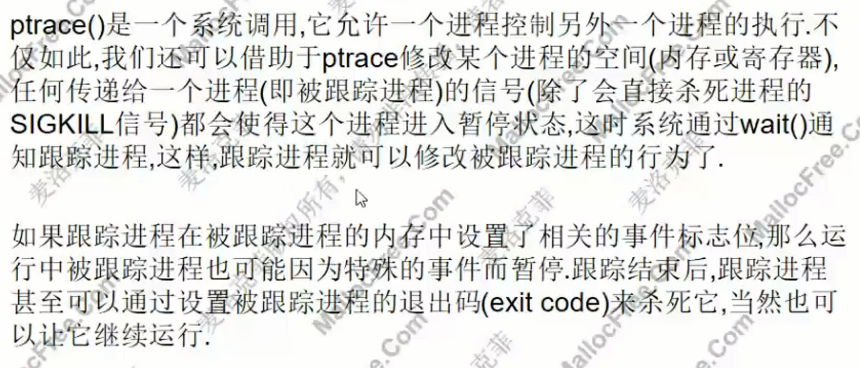 ptrace()是一个系统调用,它允许一个进程控制另外一个进程的执行.不
仅如此,我们还可以借助于ptrace修改某个进程的空间(内存或寄存器),
任何传递给一个进程(即被跟踪进程)的信号(除了会直接杀死进程的
SIGKILL信号)都会使得这个进程进入暂停状态,这时系统通过wait()通
知跟踪进程,这样,跟踪进程就可以修改被跟踪进程的行为了.
如果跟踪进程在被跟踪进程的内存中设置了相关的事件标志位,那么运
行中被跟踪进程也可能因为特殊的事件而暂停.跟踪结束后,跟踪进程
甚至可以通过设置被跟踪进程的退出码(exit code)来杀死它,当然也可
以让它继续运行.
麦洛克菲
MallocFree.Com